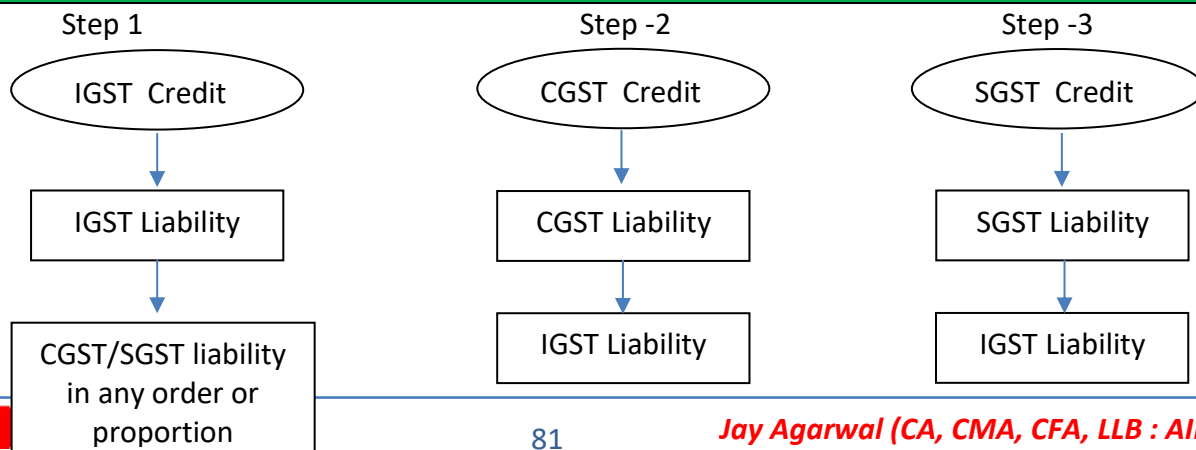 Step 1
Step -2
Step -3
IGST Credit
CGST Credit
SGST Credit
IGST Liability
CGST Liability
SGST Liability
CGST/SGST liability
in any order or
proportion
IGST Liability
IGST Liability
81
Jay Agarwal (CA, CMA, CFA, LLB :